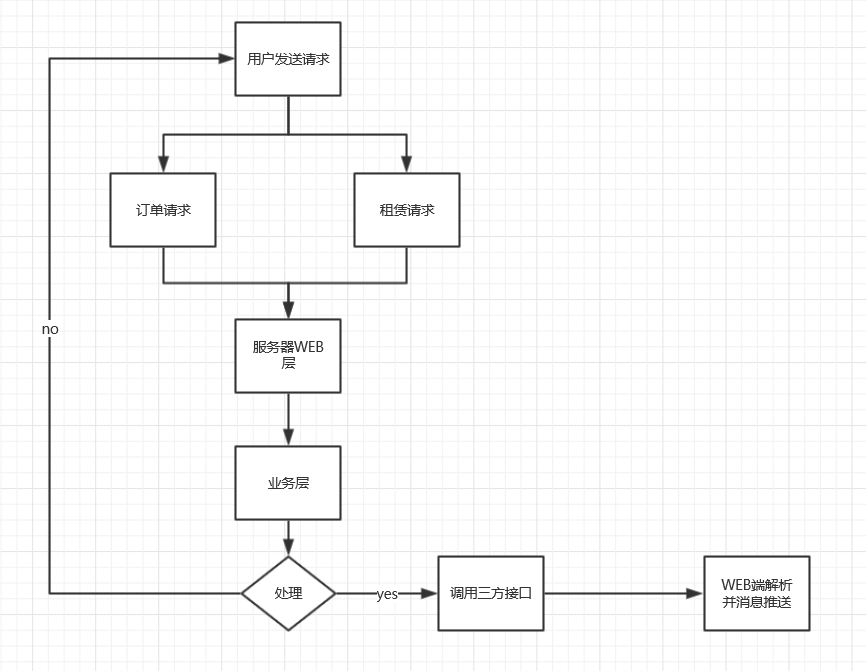 用户发送请求
订单请求
租赁请求
no
服务器WEB
层
业务层
处理
yes
调用三方接口
WEB端解析
并消息推送